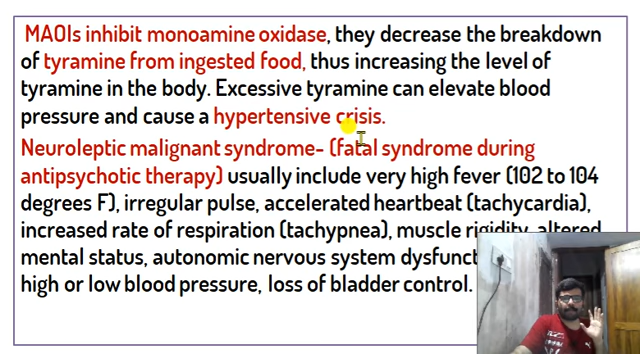 MAOIs inhibit monoamine oxidase, they decrease the breakdown
of tyramine from ingested food, thus increasing the level of
tyramine in the body. Excessive tyramine can elevate blood
pressure and cause a hypertensive crisis.
Neuroleptic malignant syndrome- (fatal syndrome during
antipsychotic therapy) usually include very high fever (102 to 104
degrees F), irregular pulse, accelerated heartbeat (tachycardia),
increased rate of respiration (tachypnea), muscle rigidity, altered
mental status, autonomic nervous system dysfunct
high or low blood pressure, loss of bladder control.